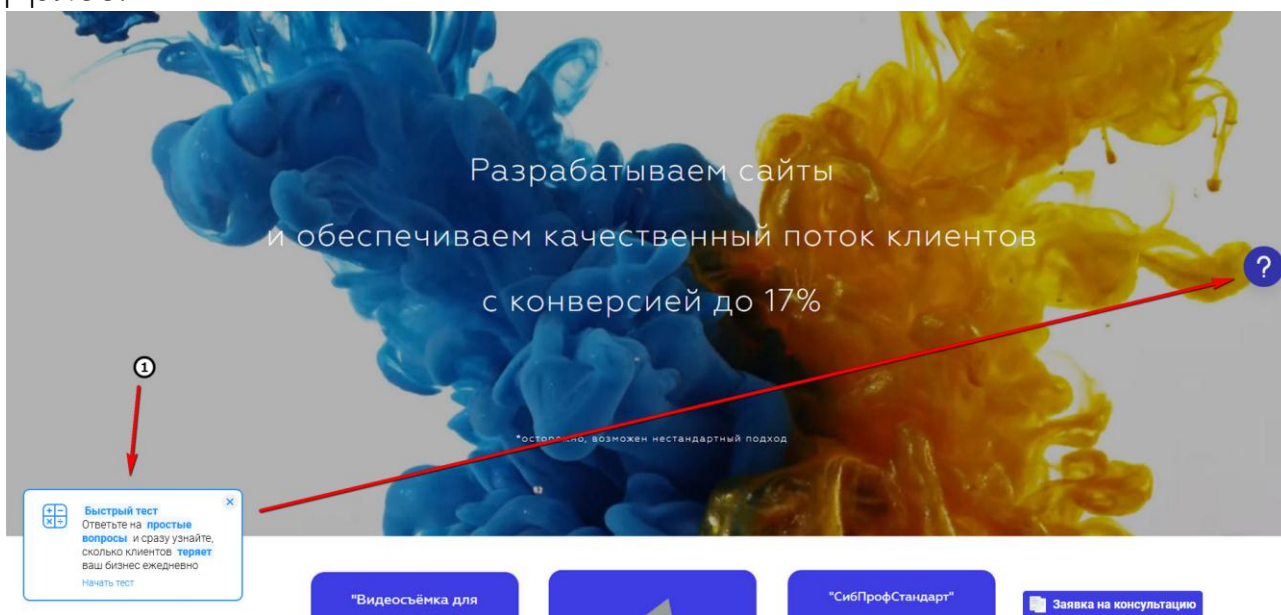 Разрабатываем сайты
и обеспечиваем качественный поток клиентов
?
с конверсией до 17%
1
*осторожно, возможен нестандартный подход
Быстрый тест
Ответьте на простые
вопросы и сразу узнайте,
сколько клиентов теряет
ваш бизнес ежедневно
Начать тест
"Видеосъёмка для
"СибПрофСтандарт"
Заявка на консультацию